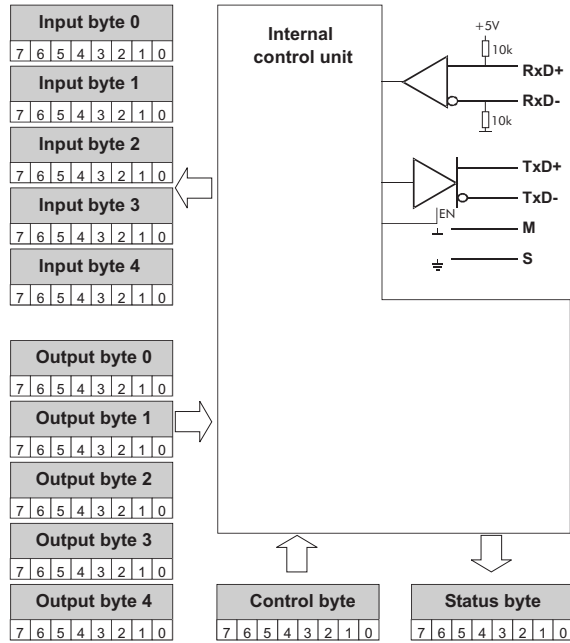 Input byte 0
7 6 5 4 3 2 1 0
Input byte 1
7 6 5 4 3 2 1 0
Input byte 2
7 6 5 4 3 2 1 0
Input byte 3
7 6 5 4 3 2 1 0
Input byte 4
7 6 5 4 3 2 1 0
Output byte 0
7 6 5 4 3 2 1 0
Output byte 1
7 6 5 4 3 2 1 0
Output byte 2
7 6 5 4 3 2 1 0
Output byte 3
7 6 5 4 3 2 1 0
Output byte 4
7 6 5 4 3 2 1 0
Internal
control unit
+5V
10k
RxD+
RxD-
10k
TxD+
TxD-
EN
M
S
Control byte
7 6 5 4 3 2 1 0
Status byte
7 6 5 4 3 2 1 0